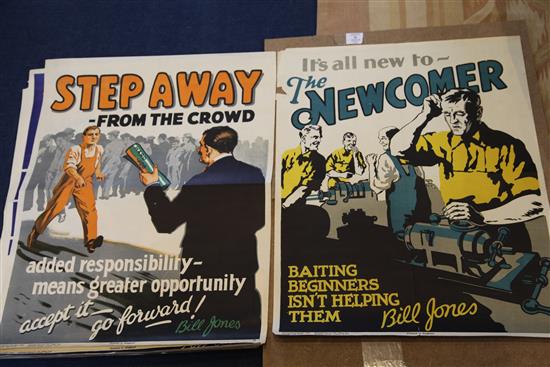 STEP AWAY
-FROM THE CROWD
added responsibility-
means greater opportunity
accept it-
go forward!
Bill Jones
It's all new to~
The
NEWCOMER
BAITING
BEGINNERS
ISN'T HELPING
THEM
Bill Jones